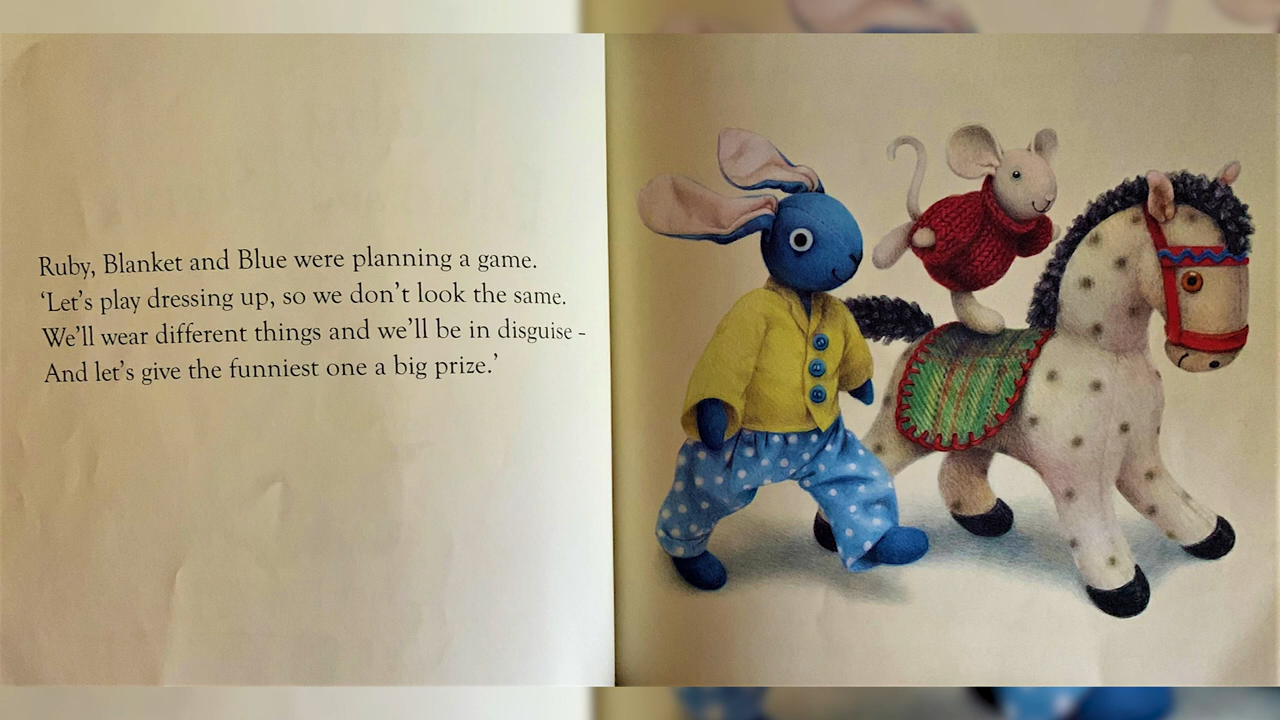 Ruby, Blanket and Blue were planning a game.
‘Let’s play dressing up, so we don’t look the same.
We’ll wear different things and we’ll be in disguise -
And let’s give the funniest one a big prize.’